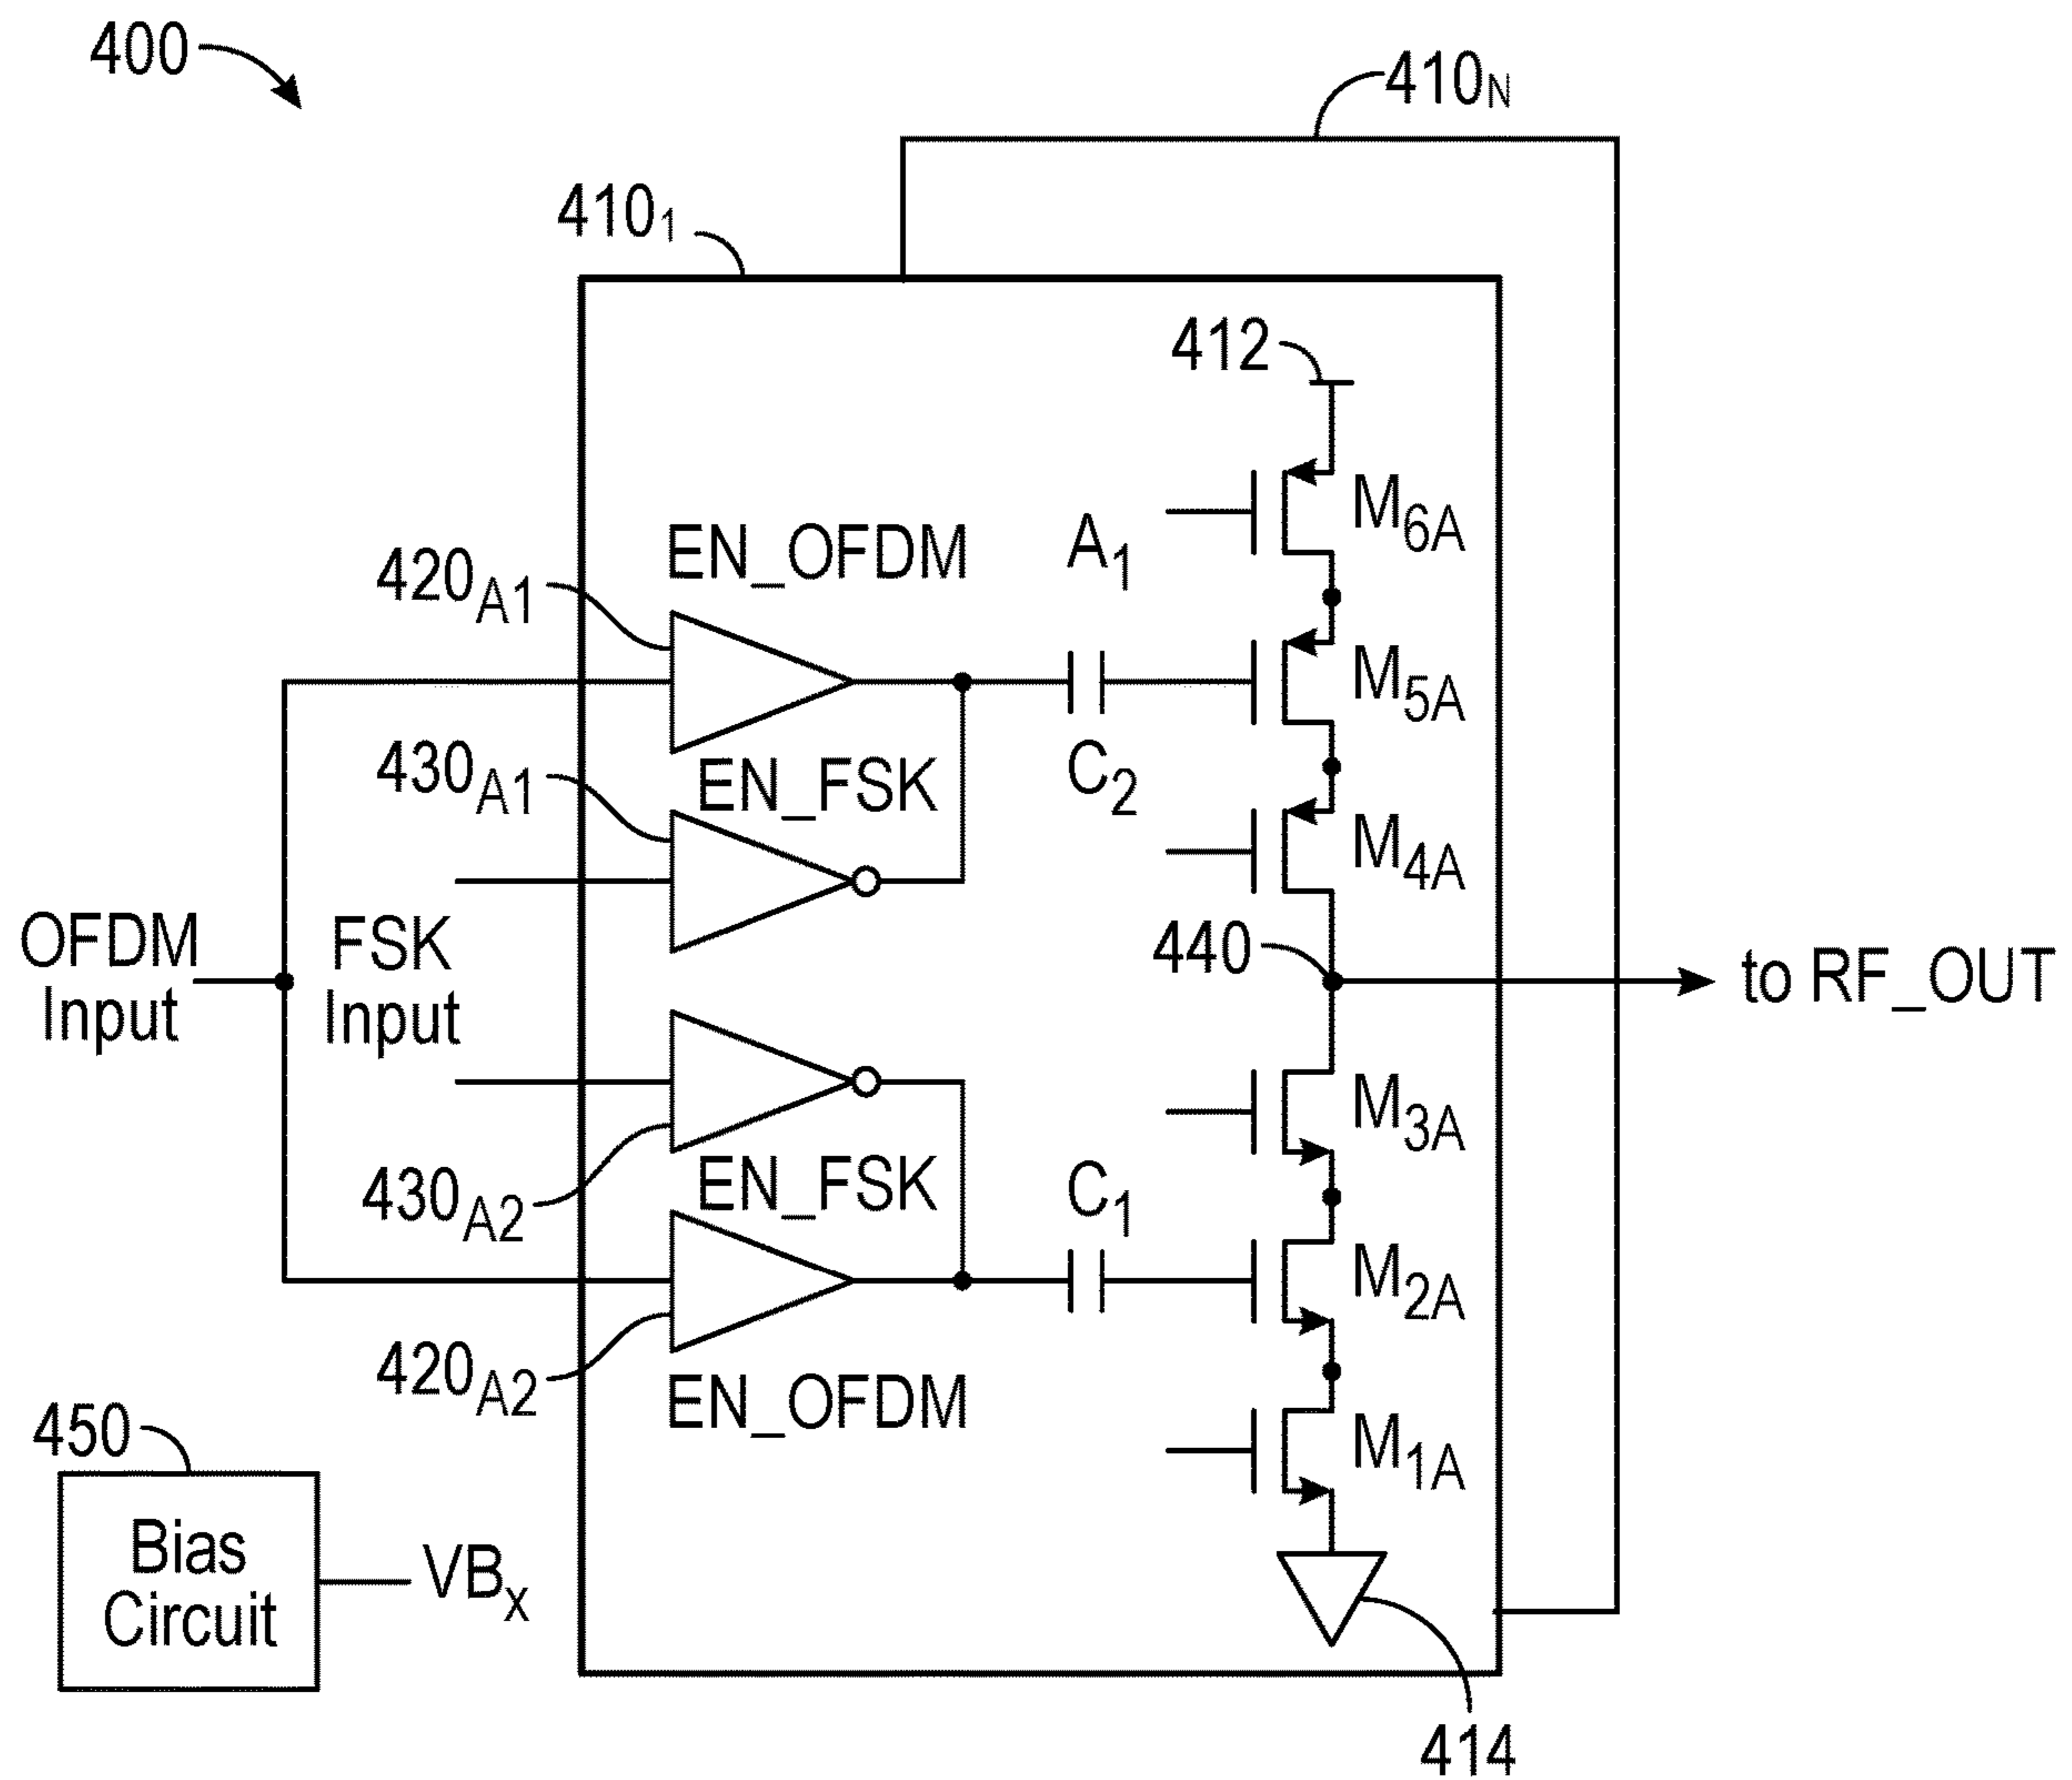 400
410N
4101
412
M6A
EN_OFDM
A1
420A1
M5A
430A1
EN_FSK
C2
M4A
OFDM
Input
FSK
Input
440
to RF_OUT
M3A
430A2
EN_FSK
C1
M2A
420A2
EN_OFDM
M1A
450
Bias
Circuit
VBX
414